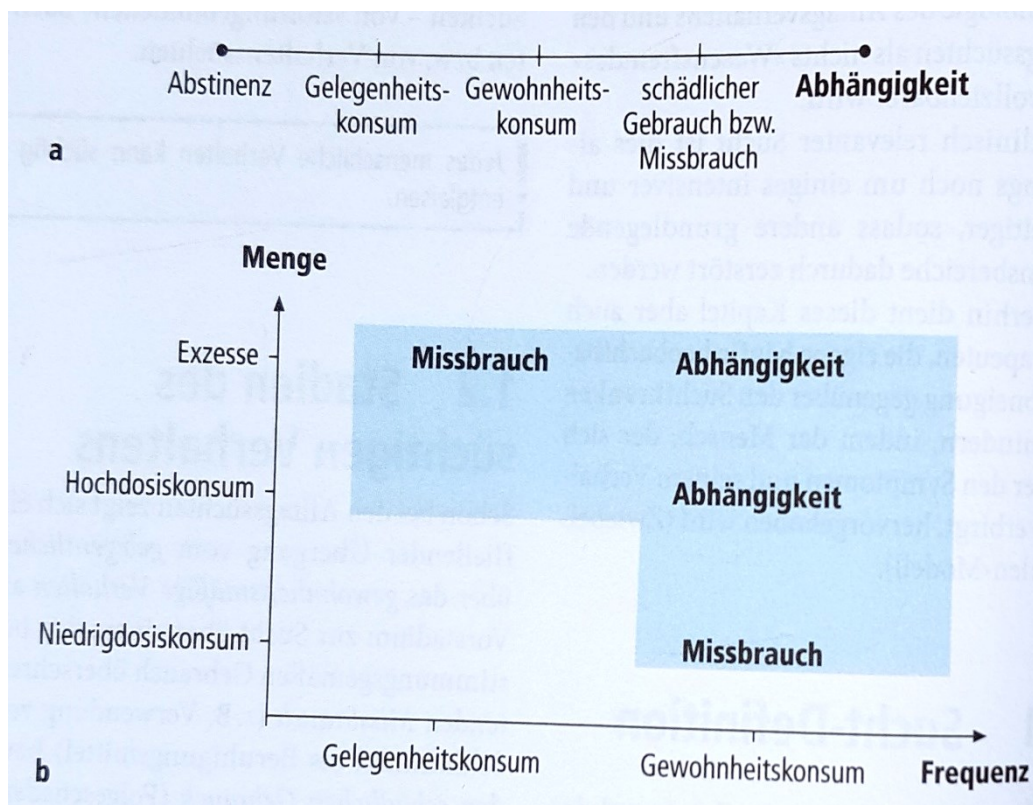 Abstinenz
Gelegenheits-
konsum
Gewohnheits-
konsum
schädlicher
Gebrauch bzw.
Missbrauch
Abhängigkeit
a
Menge
Exzesse
Missbrauch
Abhängigkeit
Hochdosiskonsum
Abhängigkeit
Niedrigdosiskonsum
Missbrauch
Gelegenheitskonsum
Gewohnheitskonsum
Frequenz
b